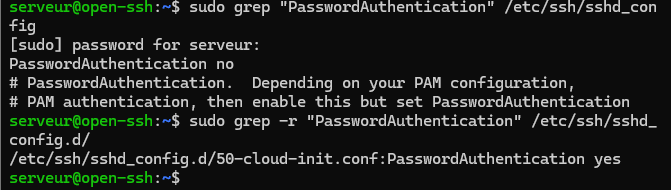 serveur@open-ssh:~$ sudo grep "PasswordAuthentication" /etc/ssh/sshd_con
fig
[sudo] password for serveur:
PasswordAuthentication no
# PasswordAuthentication.  Depending on your PAM configuration,
# PAM authentication, then enable this but set PasswordAuthentication
serveur@open-ssh:~$ sudo grep -r "PasswordAuthentication" /etc/ssh/sshd_
config.d/
/etc/ssh/sshd_config.d/50-cloud-init.conf:PasswordAuthentication yes
serveur@open-ssh:~$